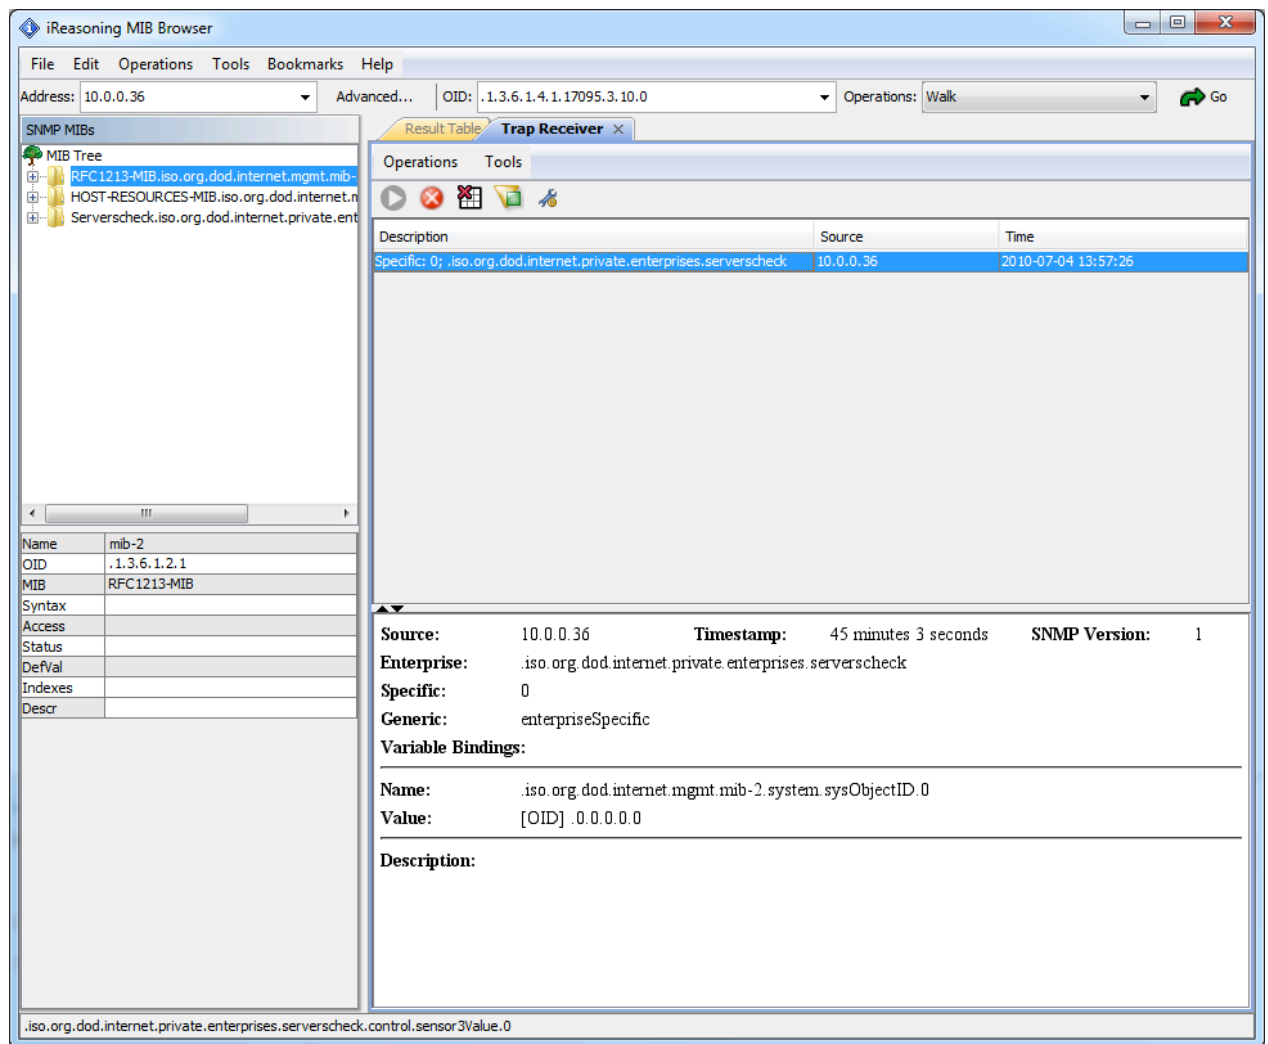 iReasoning MIB Browser
File Edit Operations Tools Bookmarks Help
Address: 10.0.0.36 Advanced... OID: .1.3.6.1.4.1.17095.3.10.0 Operations: Walk Go
SNMP MIBs
MIB Tree
RFC1213-MIB.iso.org.dod.internet.mgmt.mib-
HOST-RESOURCES-MIB.iso.org.dod.internet.m
Serverscheck.iso.org.dod.internet.private.ent
Name mib-2
OID .1.3.6.1.2.1
MIB RFC1213-MIB
Syntax
Access
Status
DefVal
Indexes
Descr
Result Table Trap Receiver
Operations Tools
Description Source Time
Specific: 0; .iso.org.dod.internet.private.enterprises.serverscheck 10.0.0.36 2010-07-04 13:57:26
Source: 10.0.0.36 Timestamp: 45 minutes 3 seconds SNMP Version: 1
Enterprise: .iso.org.dod.internet.private.enterprises.serverscheck
Specific: 0
Generic: enterpriseSpecific
Variable Bindings:
Name: .iso.org.dod.internet.mgmt.mib-2.system.sysObjectID.0
Value: [OID] .0.0.0.0.0
Description:
.iso.org.dod.internet.private.enterprises.serverscheck.control.sensor3Value.0